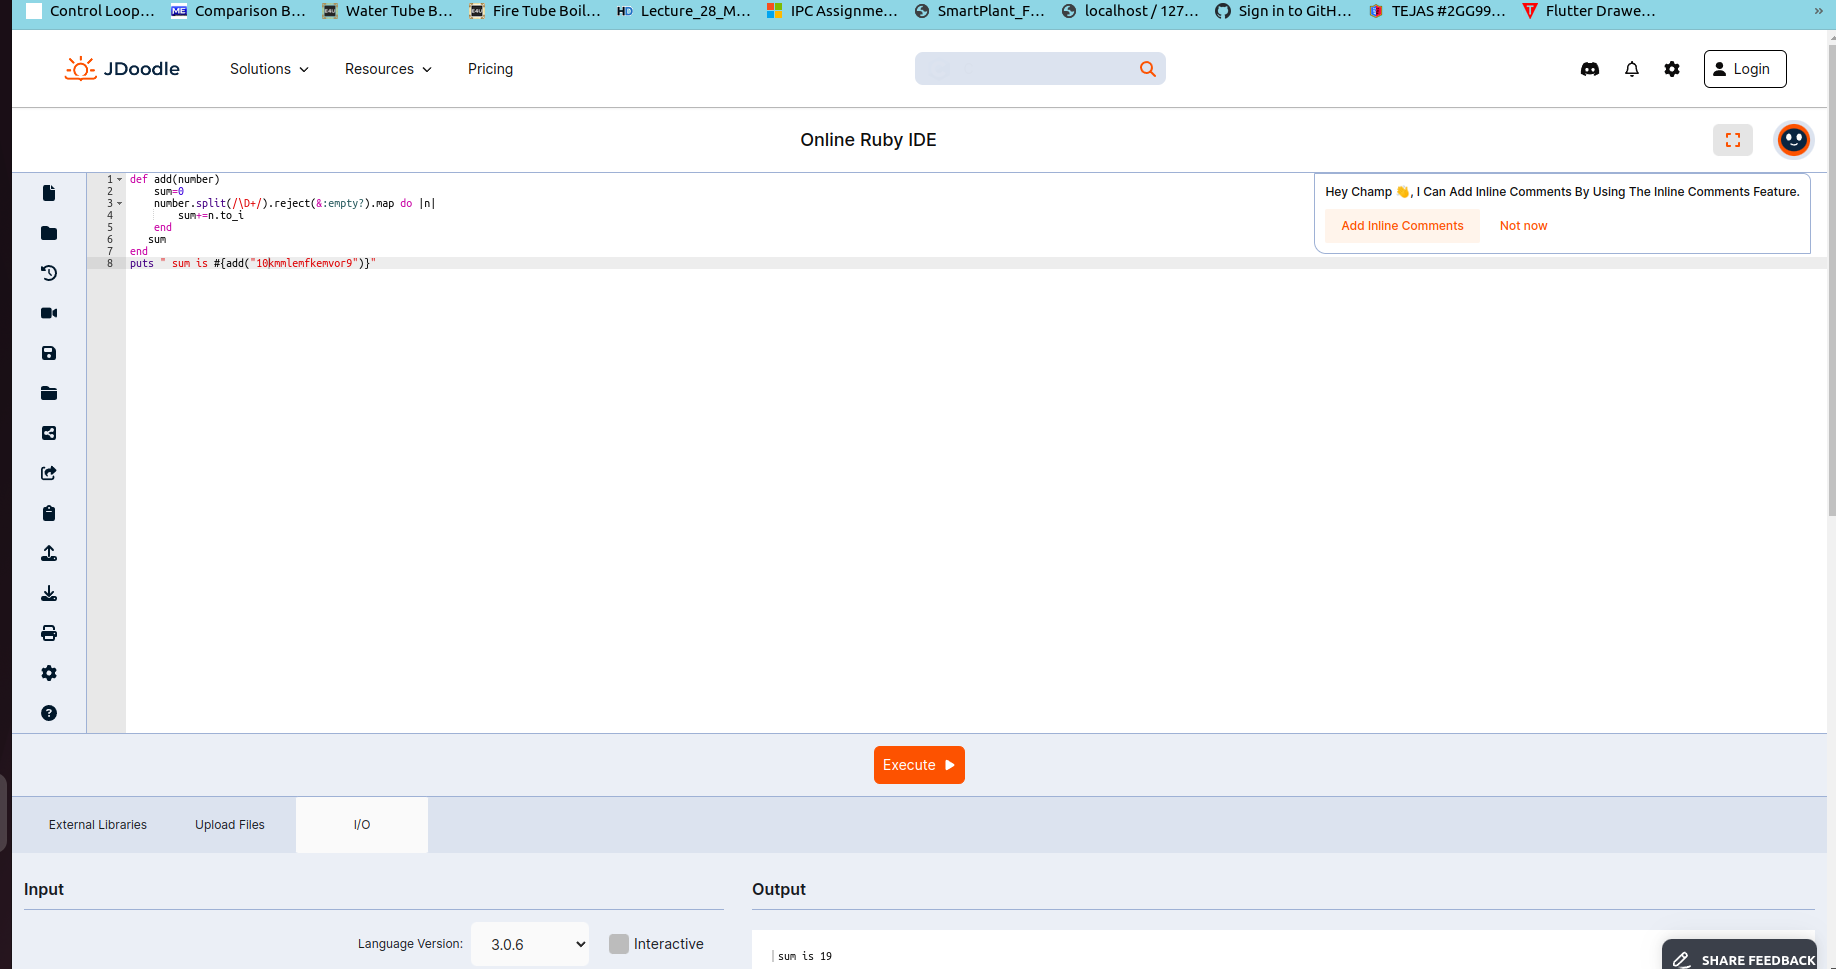 Control Loop... Comparison B... Water Tube B... Fire Tube Boil... HD Lecture_28_M... IPC Assignme... SmartPlant_F... localhost / 127... Sign in to GitH... TEJAS #2GG99... Flutter Drawe... »
JDoodle Solutions Resources Pricing Login
Online Ruby IDE
Hey Champ 👋, I Can Add Inline Comments By Using The Inline Comments Feature.
Add Inline Comments Not now
1 def add(number)
2 sum=0
3 number.split(/\D+/).reject(&:empty?).map do |n|
4 sum+=n.to_i
5 end
6 sum
7 end
8 puts " sum is #{add("10kmmlemfkemvor9")}"
Execute
External Libraries Upload Files I/O
Input
Output
Language Version: 3.0.6 Interactive
sum is 19
SHARE FEEDBACK